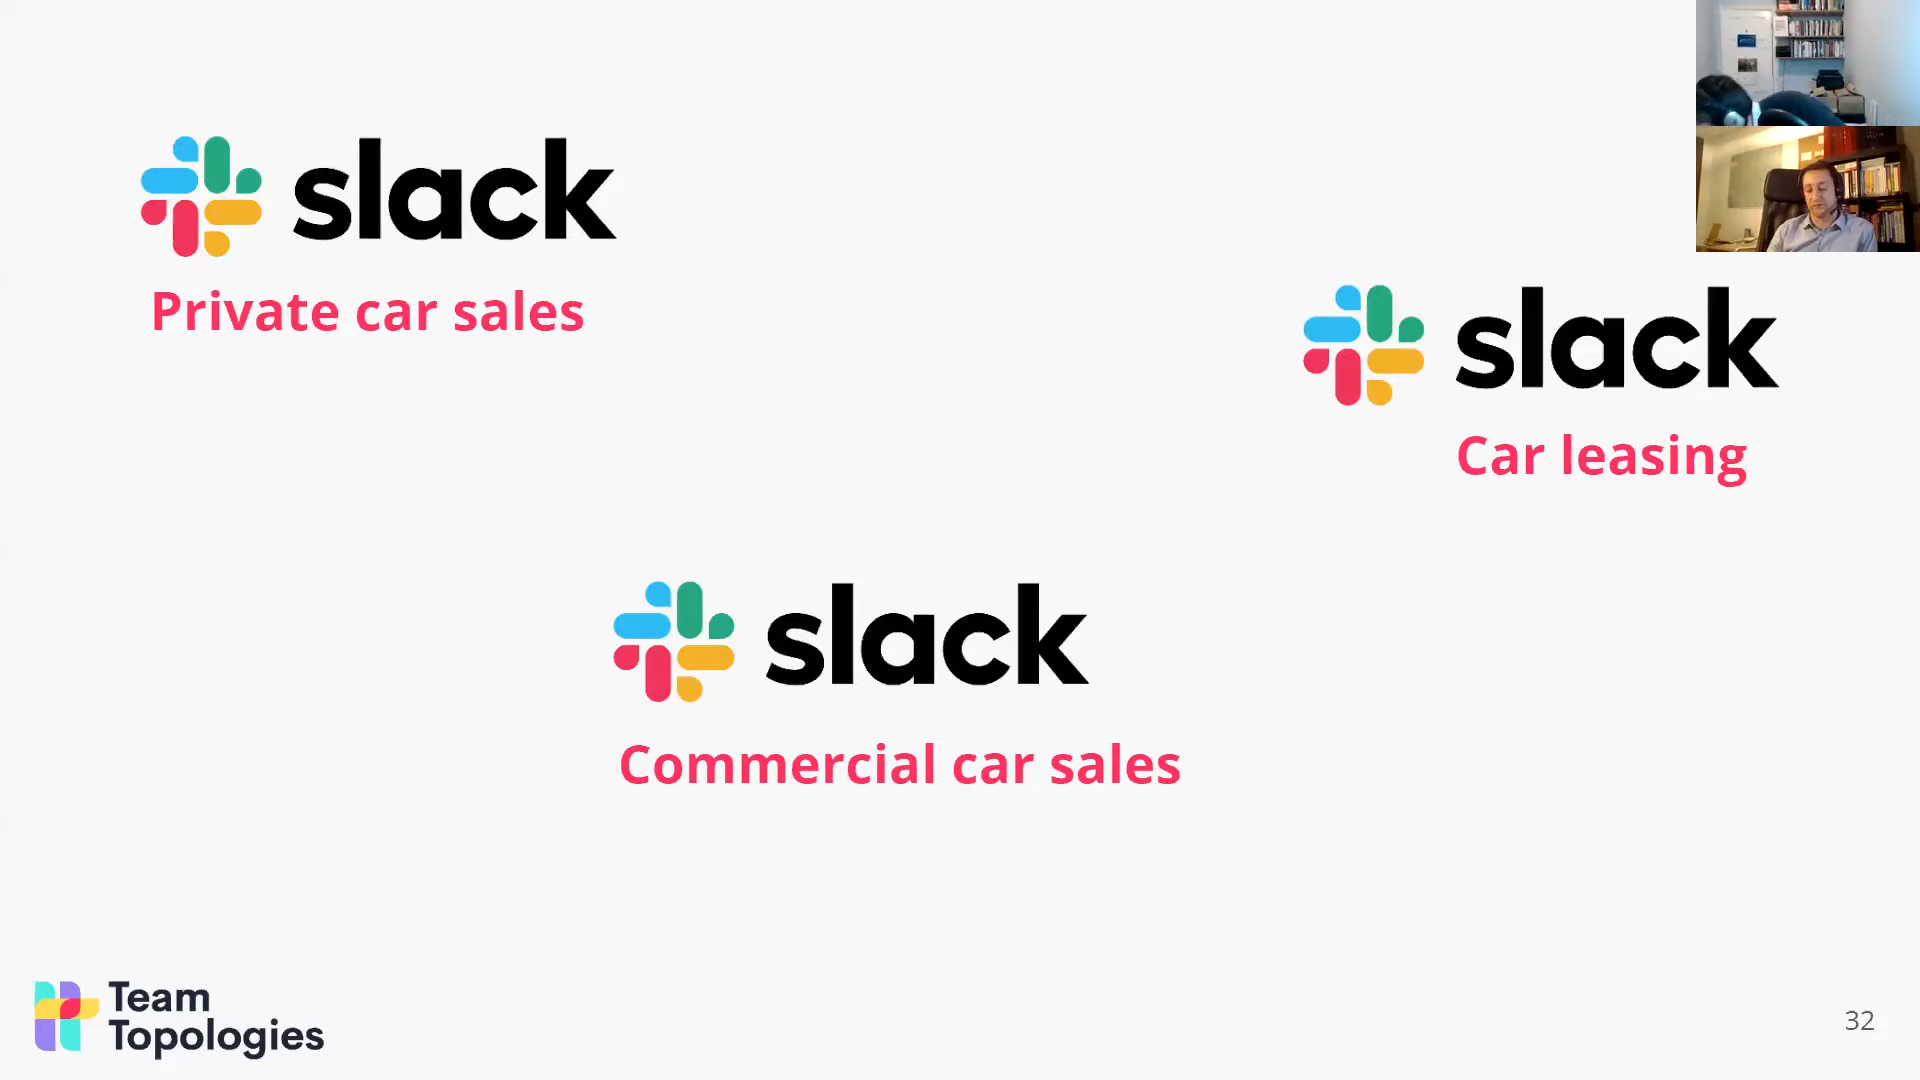 slack
Private car sales
slack
Car leasing
slack
Commercial car sales
Team
Topologies
32